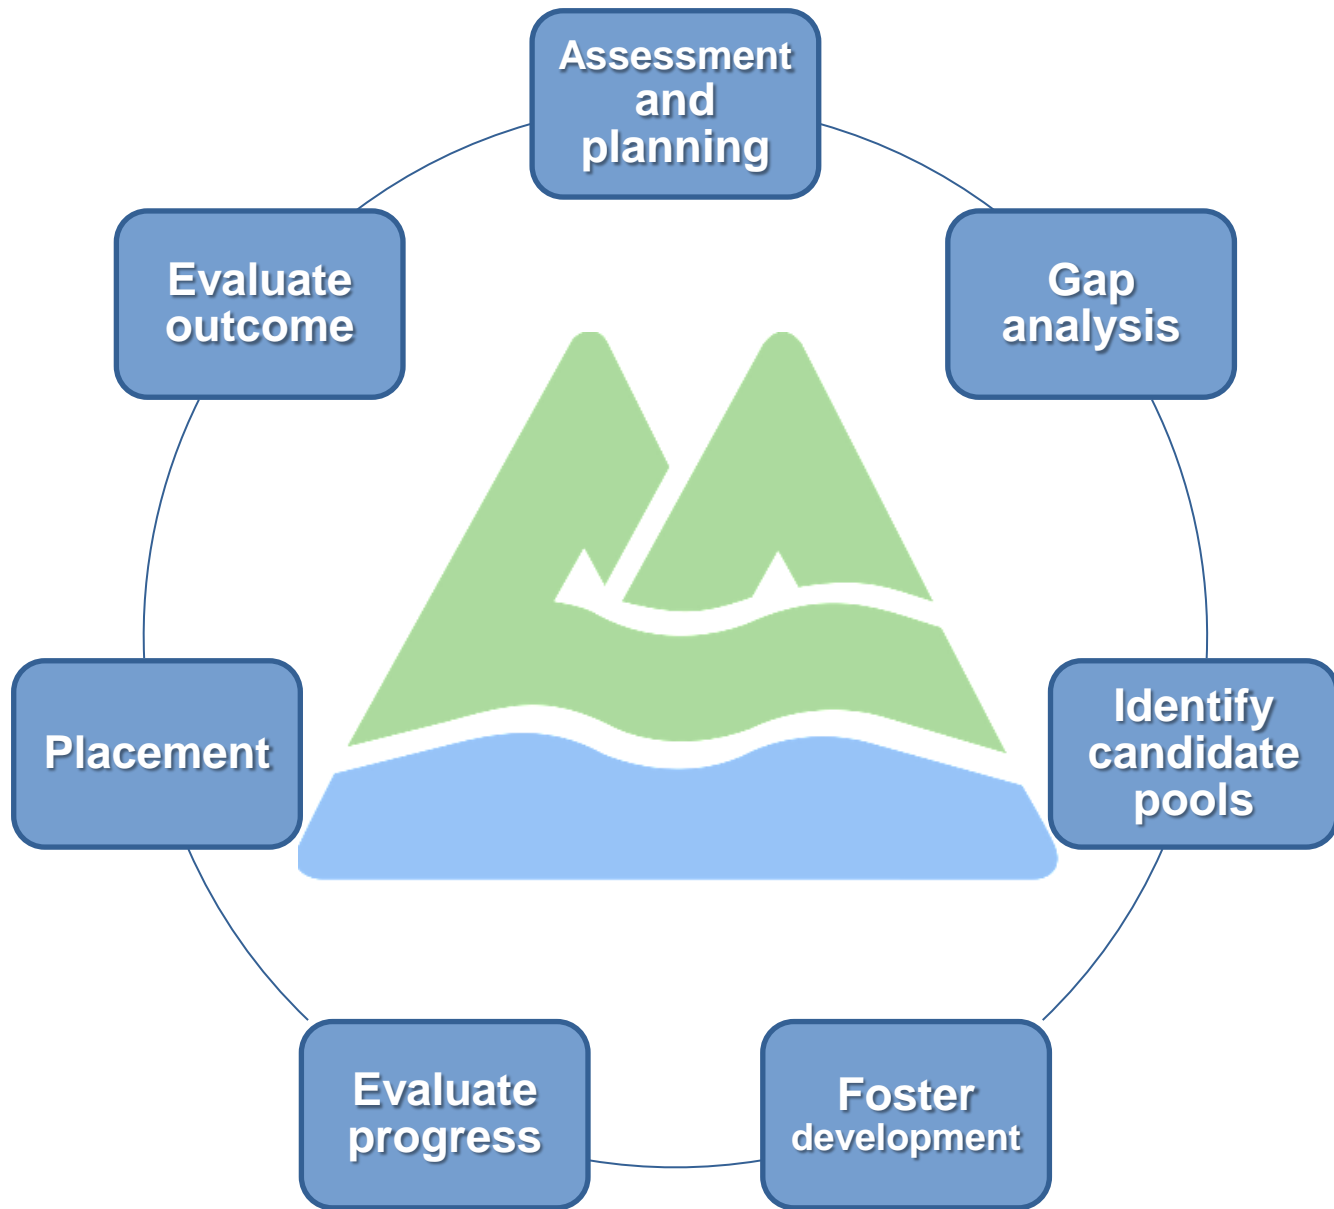 Assessment
and
planning
Gap
analysis
Identify
candidate
pools
Foster
development
Evaluate
progress
Placement
Evaluate
outcome